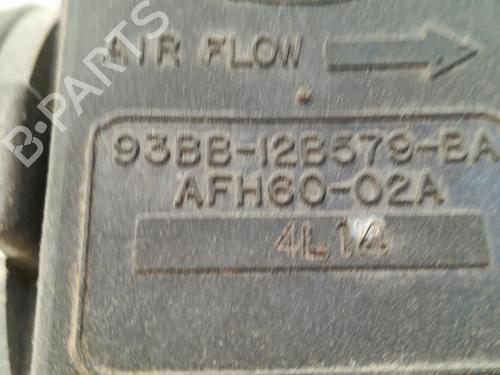 AIR FLOW
93BB-12B579-BA
AFH60-02A
4L14
B-PARTS